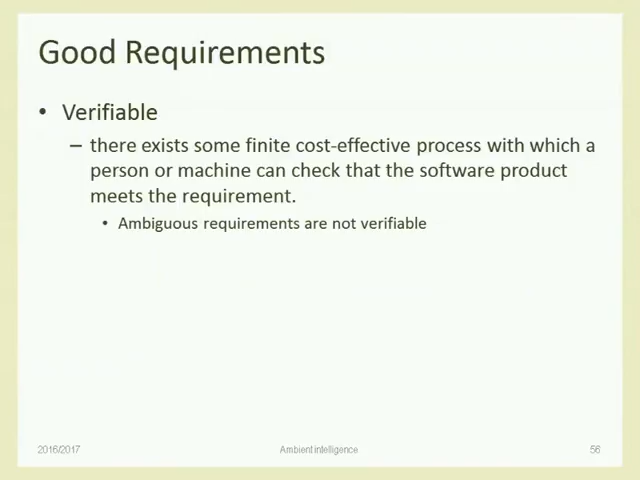 Good Requirements
• Verifiable
– there exists some finite cost-effective process with which a
person or machine can check that the software product
meets the requirement.
• Ambiguous requirements are not verifiable
2016/2017
Ambient intelligence
56